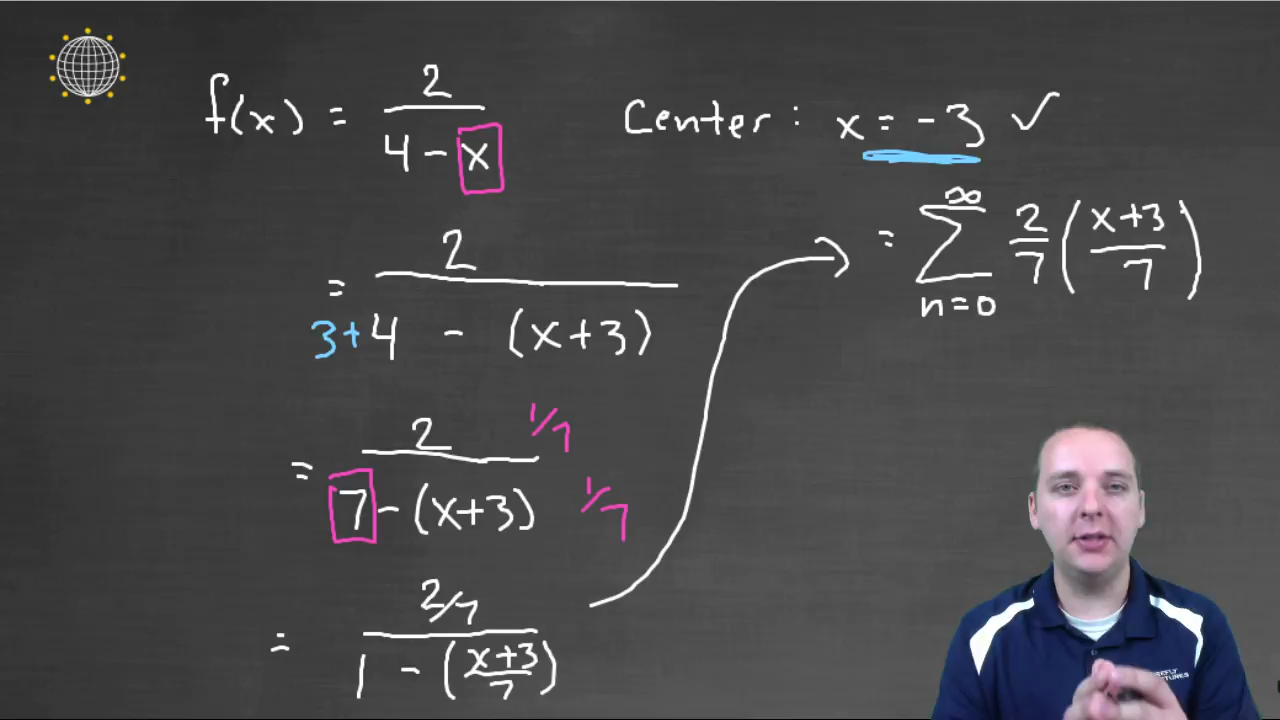 f(x) = 2/(4 - x)
Center: x = -3 ✓
= 2/(3+4 - (x+3))
= 2/(7 - (x+3)) 1/7 1/7
= (2/7)/(1 - ((x+3)/7))
= ∑_{n=0}^{∞} 2/7 ((x+3)/7)